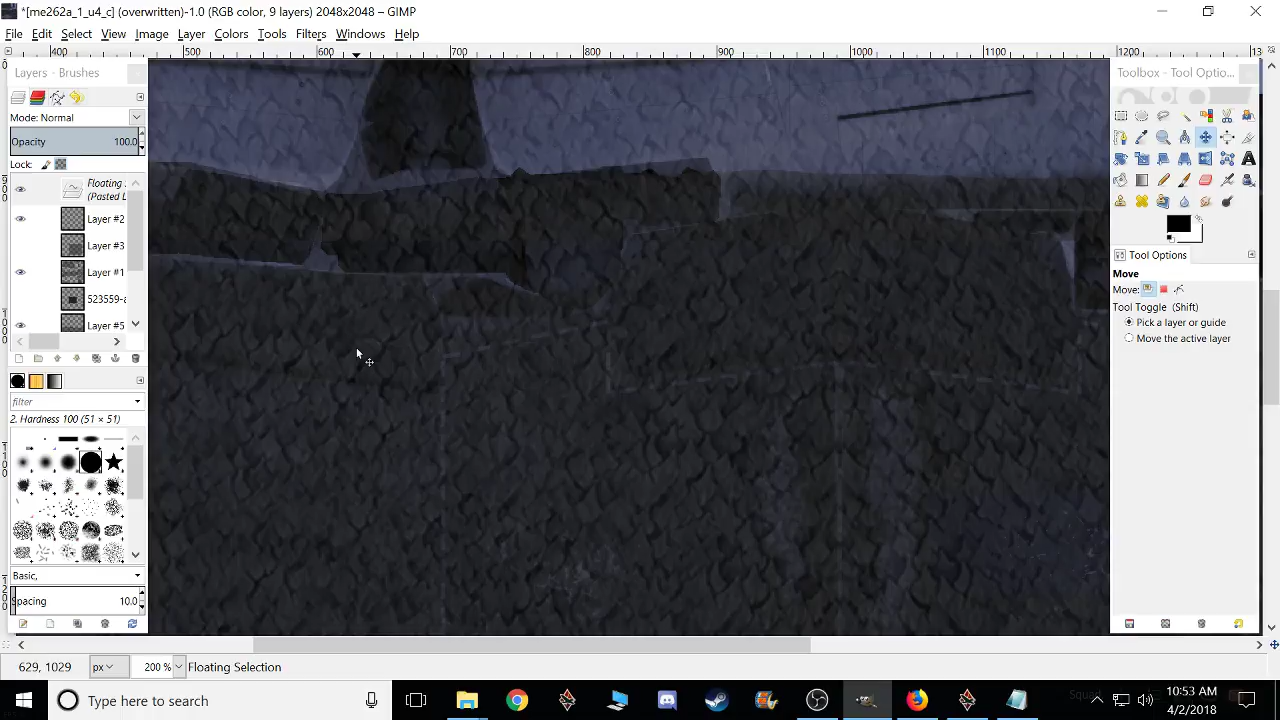 *[me262a_1_u4_c] (overwritten)-1.0 (RGB color, 9 layers) 2048x2048 – GIMP
File Edit Select View Image Layer Colors Tools Filters Windows Help
400 500 600 700 800 900 1000 1100 1200
Layers - Brushes
Mode: Normal
Opacity 100.0
Lock:
Floating
(Pasted L
Layer #2
Layer #3
Layer #1
523559-
Layer #5
filter
2. Hardness 100 (51 × 51)
Basic,
Spacing 10.0
Toolbox - Tool Optio...
Tool Options
Move
Move:
Tool Toggle (Shift)
Pick a layer or guide
Move the active layer
629, 1029 px 200 % Floating Selection
Type here to search
10:53 AM
4/2/2018